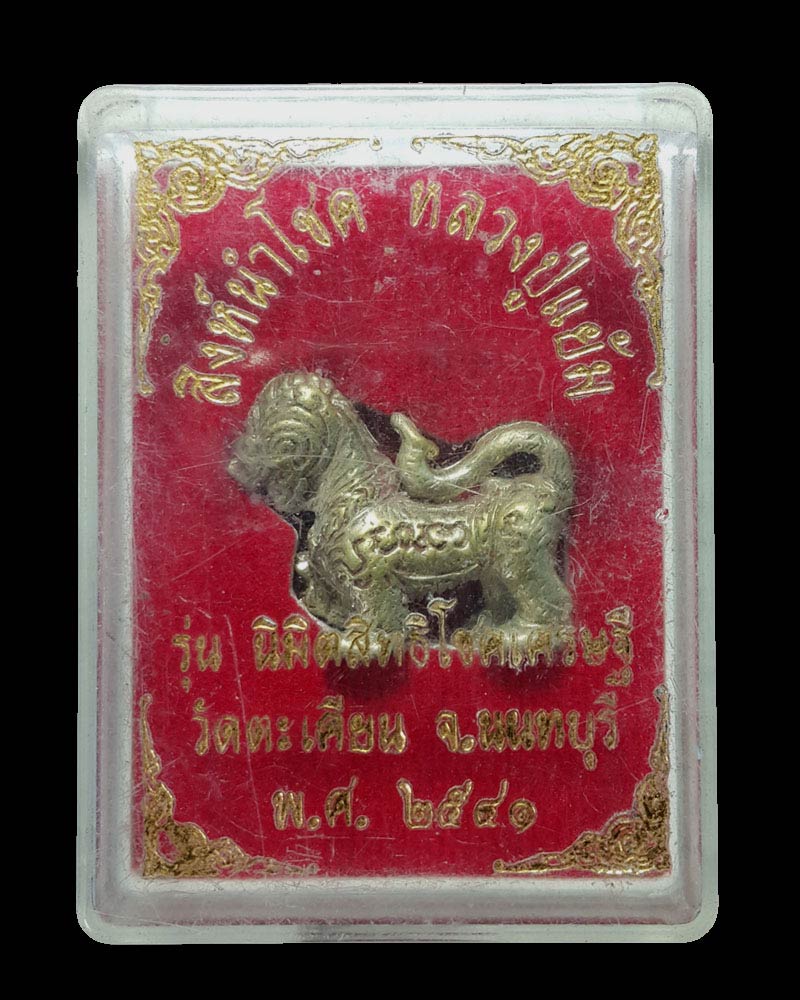 สิงห์นำโชค หลวงปู่แย้ม
รุ่น นิมิตสิทธิโชคเศรษฐี
วัดตะเคียน จ.นนทบุรี
พ.ศ. ๒๕๔๑